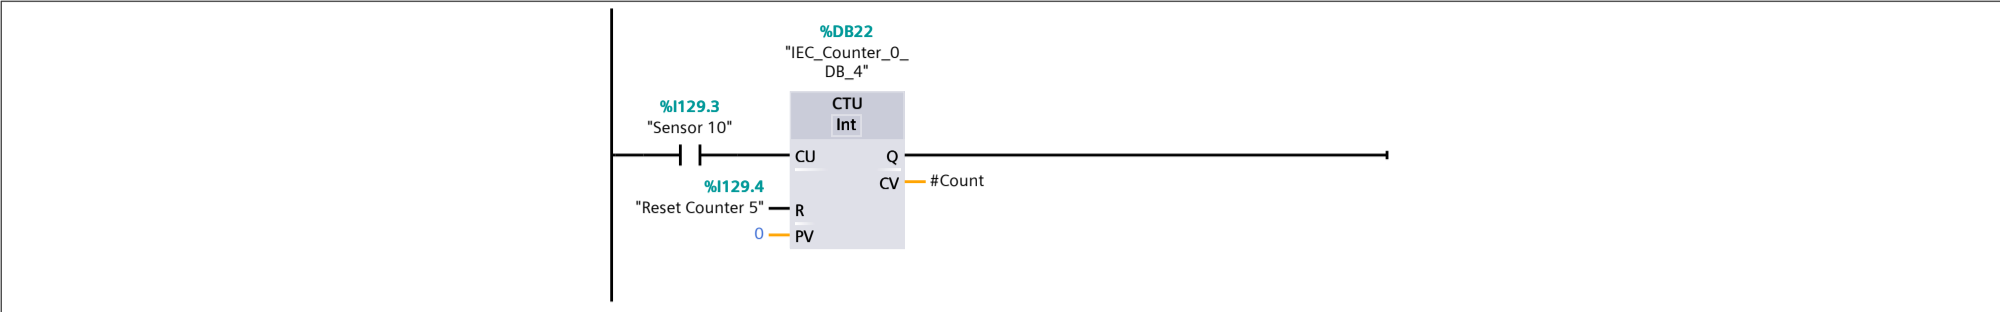 %DB22
"IEC_Counter_0_
DB_4"
CTU
Int
%I129.3
"Sensor 10"
CU
Q
CV
#Count
%I129.4
"Reset Counter 5"
R
0
PV